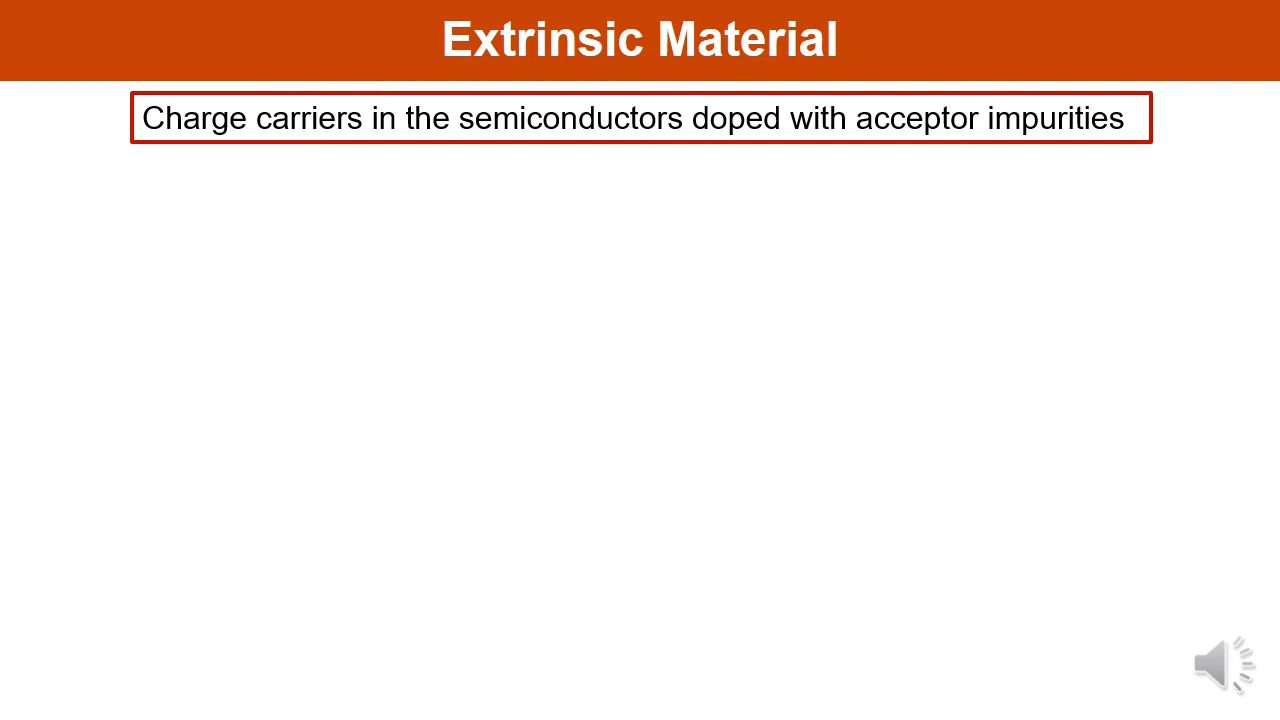 Extrinsic Material
Charge carriers in the semiconductors doped with acceptor impurities